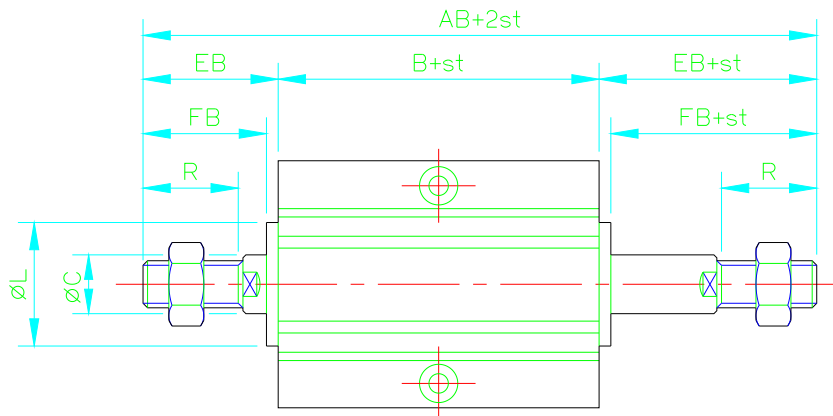 AB+2st
EB B+st EB+st
FB FB+st
R R
ØL
ØC